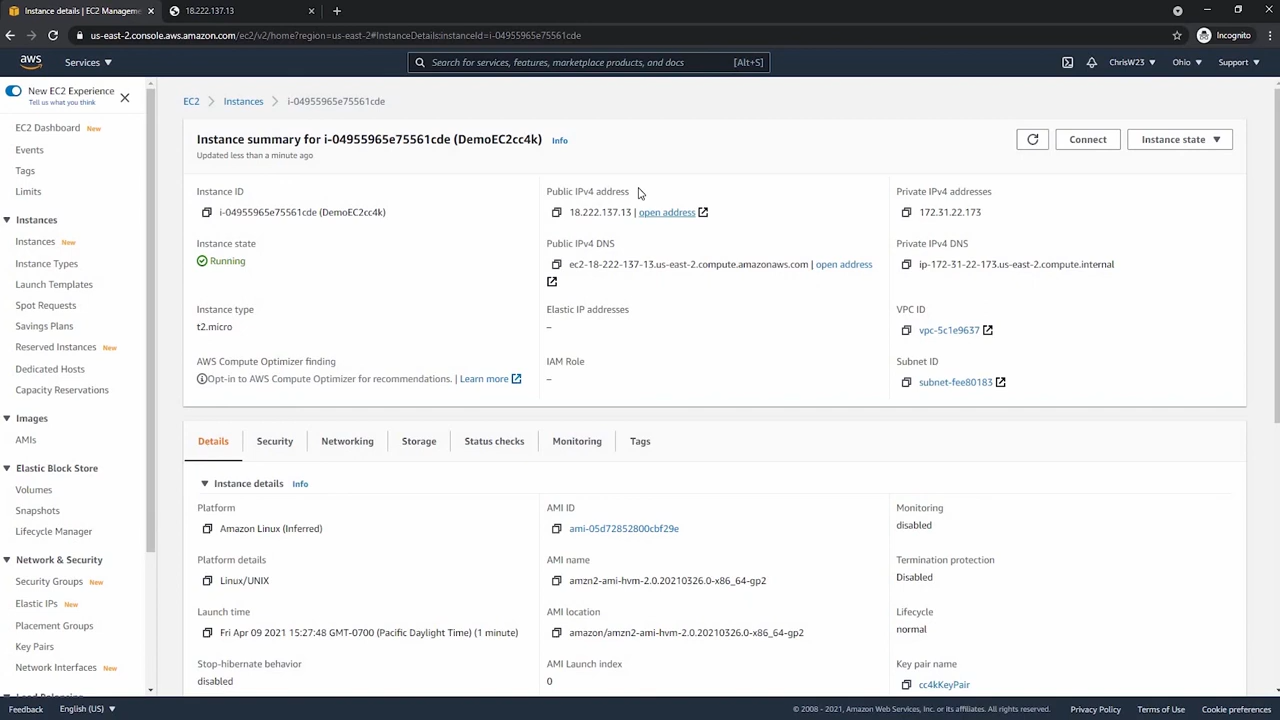 Instance details | EC2 Manageme
18.222.137.13
us-east-2.console.aws.amazon.com/ec2/v2/home?region=us-east-2#InstanceDetails:instanceId=i-04955965e75561cde
Incognito
aws
Services
Search for services, features, marketplace products, and docs
[Alt+S]
ChrisW23
Ohio
Support
New EC2 Experience
Tell us what you think
EC2 Dashboard New
Events
Tags
Limits
Instances
Instances New
Instance Types
Launch Templates
Spot Requests
Savings Plans
Reserved Instances New
Dedicated Hosts
Capacity Reservations
Images
AMIs
Elastic Block Store
Volumes
Snapshots
Lifecycle Manager
Network & Security
Security Groups New
Elastic IPs New
Placement Groups
Key Pairs
Network Interfaces New
Load Balancing
EC2 > Instances > i-04955965e75561cde
Instance summary for i-04955965e75561cde (DemoEC2cc4k) Info
Updated less than a minute ago
Connect
Instance state
Instance ID
i-04955965e75561cde (DemoEC2cc4k)
Public IPv4 address
18.222.137.13 | open address
Private IPv4 addresses
172.31.22.173
Instance state
Running
Public IPv4 DNS
ec2-18-222-137-13.us-east-2.compute.amazonaws.com | open address
Private IPv4 DNS
ip-172-31-22-173.us-east-2.compute.internal
Instance type
t2.micro
Elastic IP addresses
–
VPC ID
vpc-5c1e9637
AWS Compute Optimizer finding
Opt-in to AWS Compute Optimizer for recommendations. | Learn more
IAM Role
–
Subnet ID
subnet-fee80183
Details
Security
Networking
Storage
Status checks
Monitoring
Tags
Instance details Info
Platform
Amazon Linux (Inferred)
AMI ID
ami-05d72852800cbf29e
Monitoring
disabled
Platform details
Linux/UNIX
AMI name
amzn2-ami-hvm-2.0.20210326.0-x86_64-gp2
Termination protection
Disabled
Launch time
Fri Apr 09 2021 15:27:48 GMT-0700 (Pacific Daylight Time) (1 minute)
AMI location
amazon/amzn2-ami-hvm-2.0.20210326.0-x86_64-gp2
Lifecycle
normal
Stop-hibernate behavior
disabled
AMI Launch index
0
Key pair name
cc4kKeyPair
Feedback
English (US)
© 2008 - 2021, Amazon Web Services, Inc. or its affiliates. All rights reserved.
Privacy Policy
Terms of Use
Cookie preferences